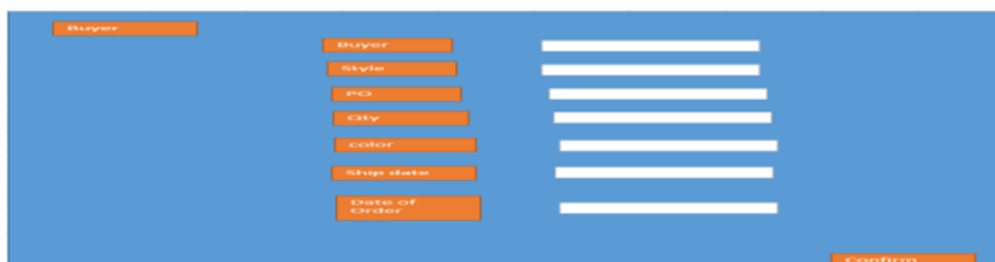 Buyer
Buyer
Style
PO
Qty
color
Ship date
Date of
Order
Confirm